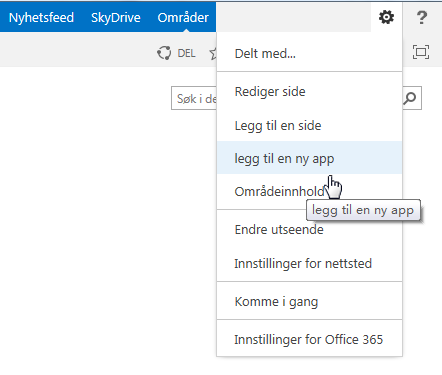 Nyhetsfeed SkyDrive Områder ?
DEL
Delt med...
Rediger side
Søk i de
Legg til en side
legg til en ny app
Områdeinnhold
legg til en ny app
Endre utseende
Innstillinger for nettsted
Komme i gang
Innstillinger for Office 365